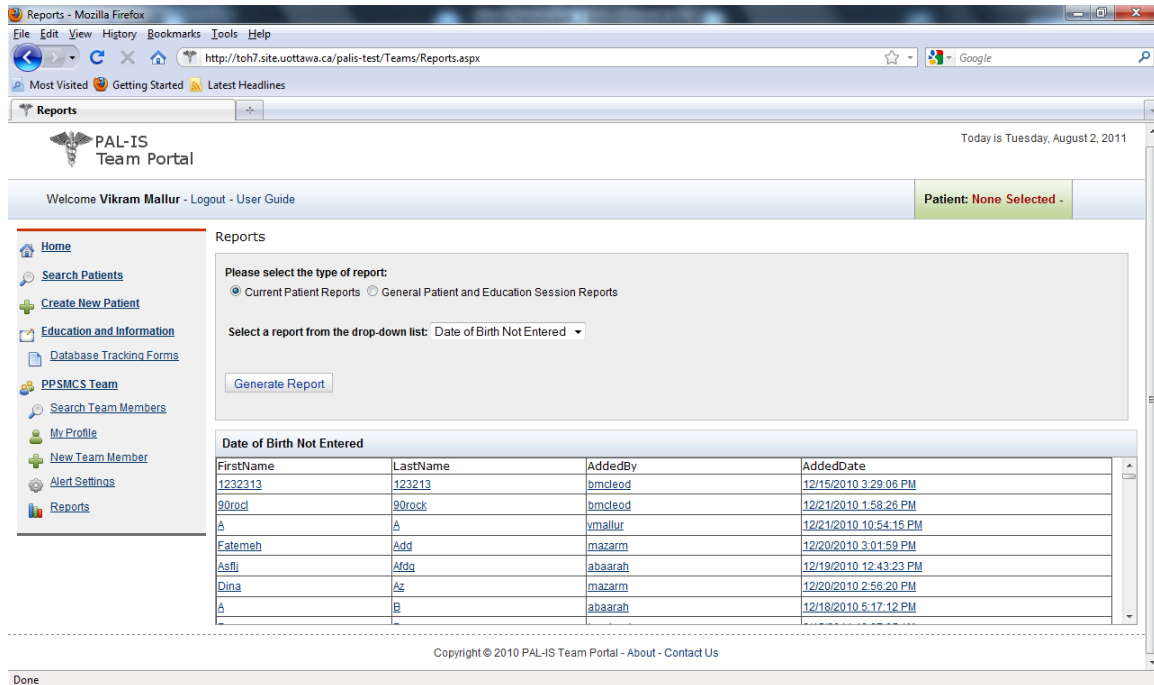 Reports - Mozilla Firefox
File Edit View History Bookmarks Tools Help
http://toh7.site.uottawa.ca/palis-test/Teams/Reports.aspx
Google
Most Visited Getting Started Latest Headlines
Reports
PAL-IS
Team Portal
Today is Tuesday, August 2, 2011
Welcome Vikram Mallur - Logout - User Guide
Patient: None Selected -
Home
Search Patients
Create New Patient
Education and Information
Database Tracking Forms
PPSMCS Team
Search Team Members
My Profile
New Team Member
Alert Settings
Reports
Reports
Please select the type of report:
Current Patient Reports General Patient and Education Session Reports
Select a report from the drop-down list: Date of Birth Not Entered
Generate Report
Date of Birth Not Entered
FirstName LastName AddedBy AddedDate
1232313 123213 bmcleod 12/15/2010 3:29:06 PM
90rocl 90rock bmcleod 12/21/2010 1:58:26 PM
A A vmallur 12/21/2010 10:54:15 PM
Fatemeh Add mazarm 12/20/2010 3:01:59 PM
Asflj Afdg abaarah 12/19/2010 12:43:23 PM
Dina Az mazarm 12/20/2010 2:56:20 PM
A B abaarah 12/18/2010 5:17:12 PM
Copyright © 2010 PAL-IS Team Portal - About - Contact Us
Done